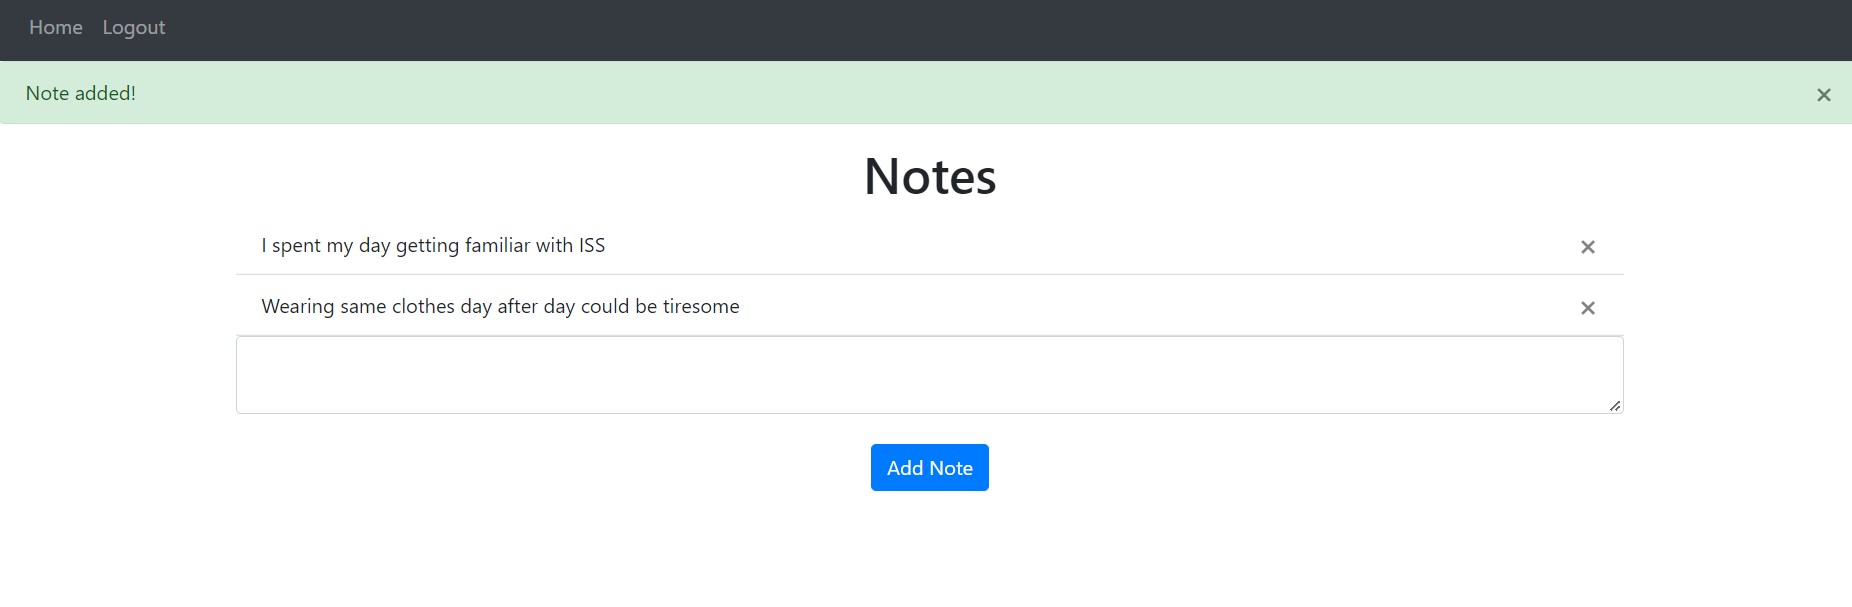 Home Logout
Note added! ×
Notes
I spent my day getting familiar with ISS ×
Wearing same clothes day after day could be tiresome ×
Add Note